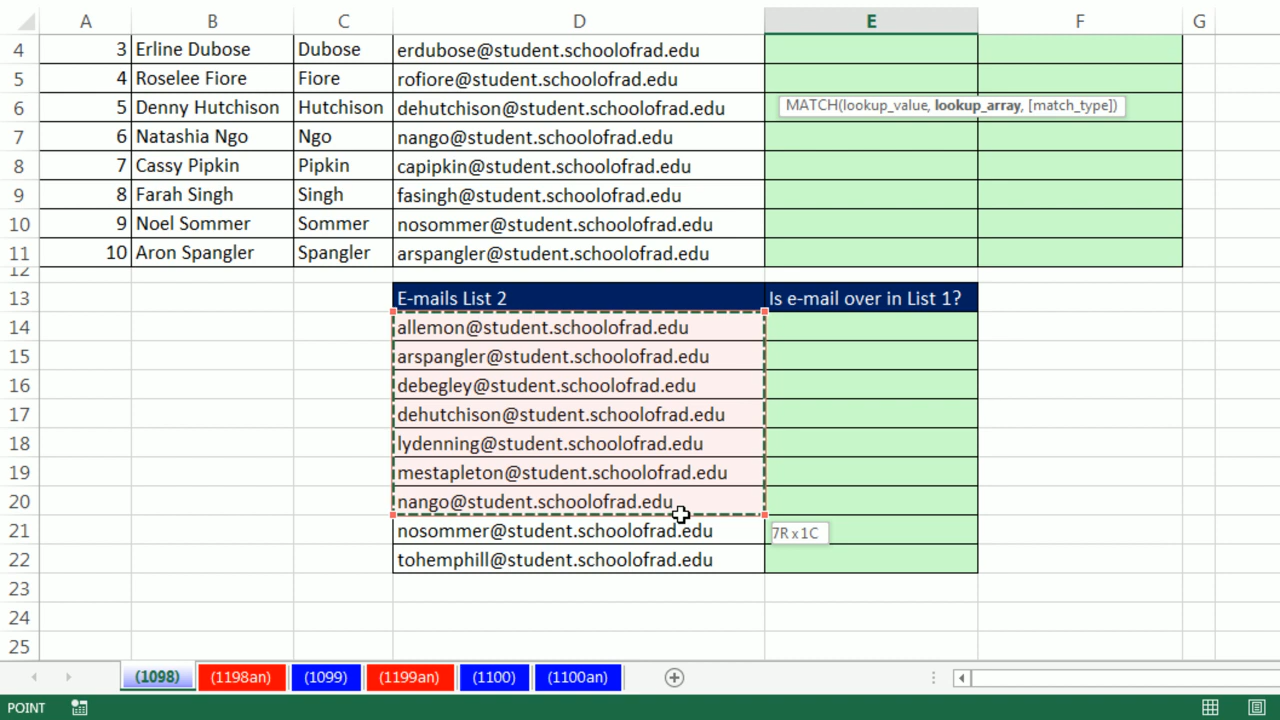 A B C D E F G
4 3 Erline Dubose Dubose erdubose@student.schoolofrad.edu
5 4 Roselee Fiore Fiore rofiore@student.schoolofrad.edu
6 5 Denny Hutchison Hutchison dehutchison@student.schoolofrad.edu MATCH(lookup_value, lookup_array, [match_type])
7 6 Natashia Ngo Ngo nango@student.schoolofrad.edu
8 7 Cassy Pipkin Pipkin capipkin@student.schoolofrad.edu
9 8 Farah Singh Singh fasingh@student.schoolofrad.edu
10 9 Noel Sommer Sommer nosommer@student.schoolofrad.edu
11 10 Aron Spangler Spangler arspangler@student.schoolofrad.edu
12
13 E-mails List 2 Is e-mail over in List 1?
14 allemon@student.schoolofrad.edu
15 arspangler@student.schoolofrad.edu
16 debegley@student.schoolofrad.edu
17 dehutchison@student.schoolofrad.edu
18 lydenning@student.schoolofrad.edu
19 mestapleton@student.schoolofrad.edu
20 nango@student.schoolofrad.edu
21 nosommer@student.schoolofrad.edu 7R x 1C
22 tohemphill@student.schoolofrad.edu
23
24
25
(1098) (1198an) (1099) (1199an) (1100) (1100an)
POINT